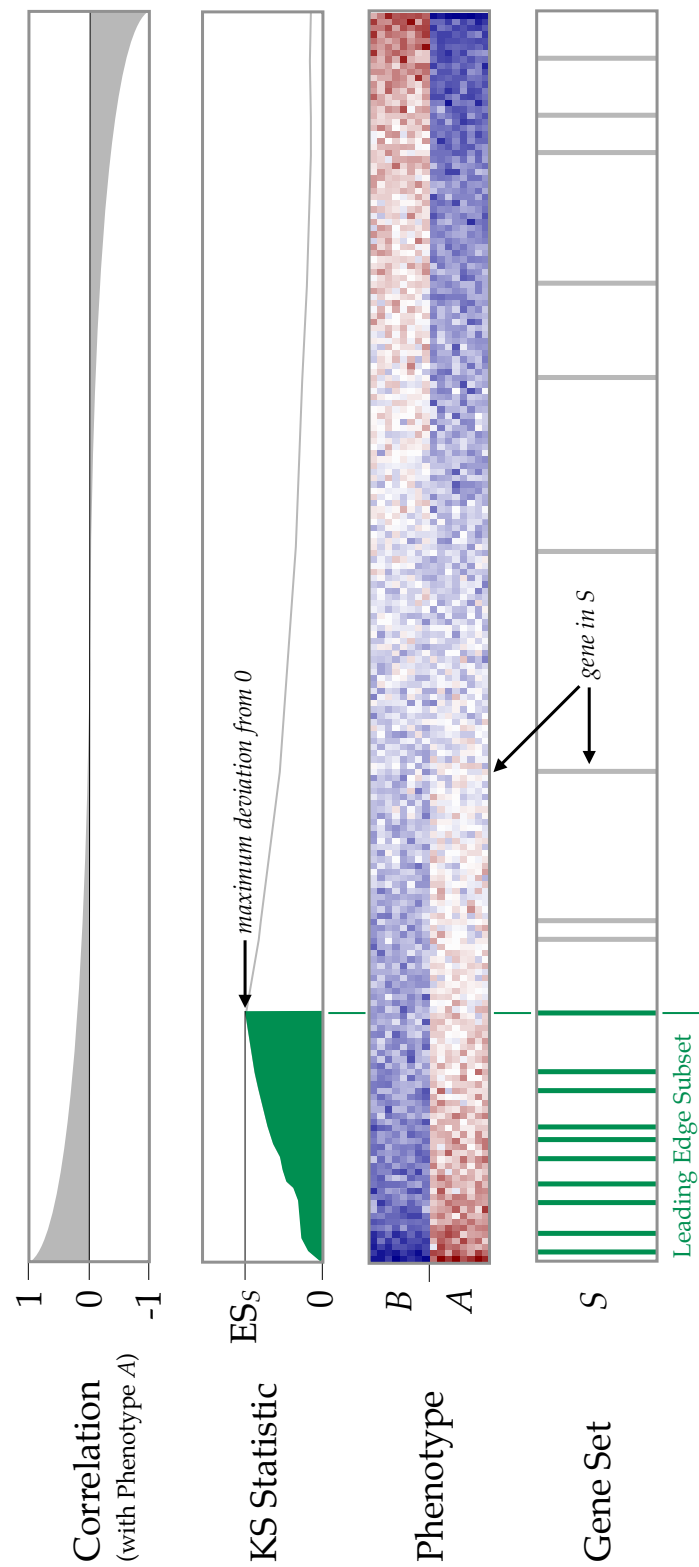 Correlation
(with Phenotype A)
1
0
-1
KS Statistic
ES_S
0
maximum deviation from 0
Phenotype
B
A
gene in S
Gene Set
S
Leading Edge Subset